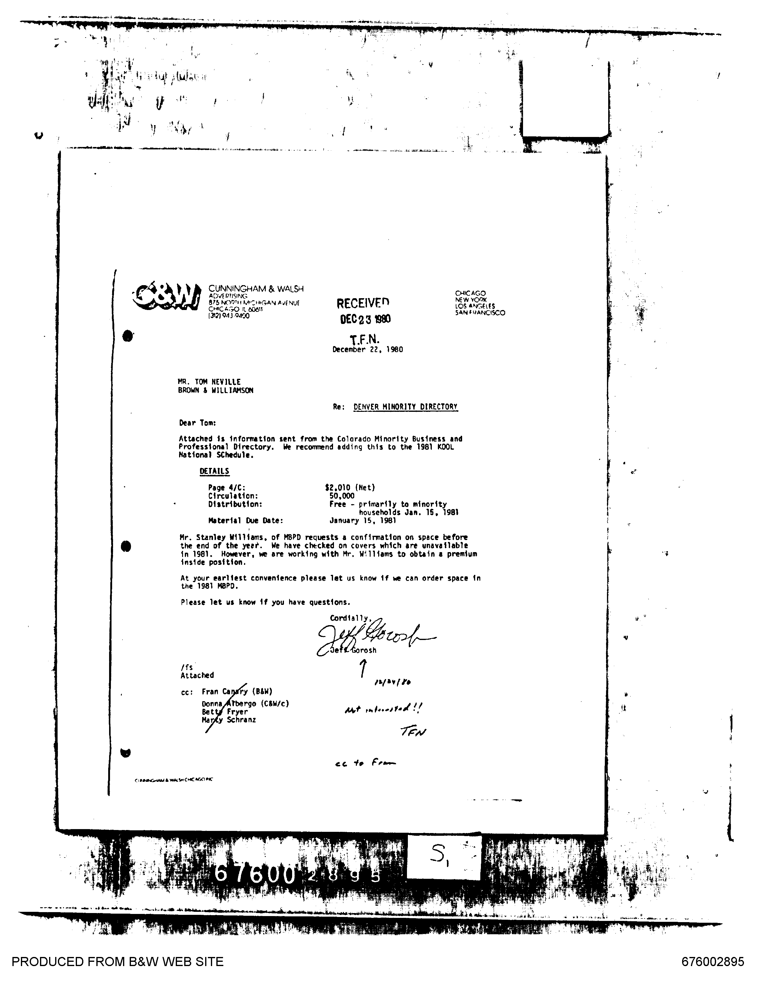 C&W
CUNNINGHAM & WALSH
ADVERTISING
875 NORTH MICHIGAN AVENUE
CHICAGO IL 60611
CHICAGO
NEW YORK
LOS ANGELES
SAN FRANCISCO
RECEIVED
DEC 23 1980
T.F.N.
December 22, 1980
MR. TOM NEVILLE
BROWN & WILLIAMSON
Re: DENVER MINORITY DIRECTORY
Dear Tom:
Attached is information sent from the Colorado Minority Business and
Professional Directory. We recommend adding this to the 1981 KOOL
National SChedule.
DETAILS
Page 4/C: $2,010 (Net)
Circulation: 50,000
Distribution: Free - primarily to minority
households Jan. 15, 1981
Material Due Date: January 15, 1981
Mr. Stanley Williams, of MBPD requests a confirmation on space before
the end of the year. We have checked on covers which are unavailable
in 1981. However, we are working with Mr. Williams to obtain a premium
inside position.
At your earliest convenience please let us know if we can order space in
the 1981 MBPD.
Please let us know if you have questions.
Cordially,
Jeff Gorosh
Jeff Gorosh
/fs
Attached
12/24/80
cc: Fran Canary (B&W)
Donna Albergo (C&W/c)
Betty Fryer
Marty Schranz
Not interested!!
TFN
cc to Fran
CUNNINGHAM & WALSH CHICAGO INC
S,
67600 2895
PRODUCED FROM B&W WEB SITE
676002895